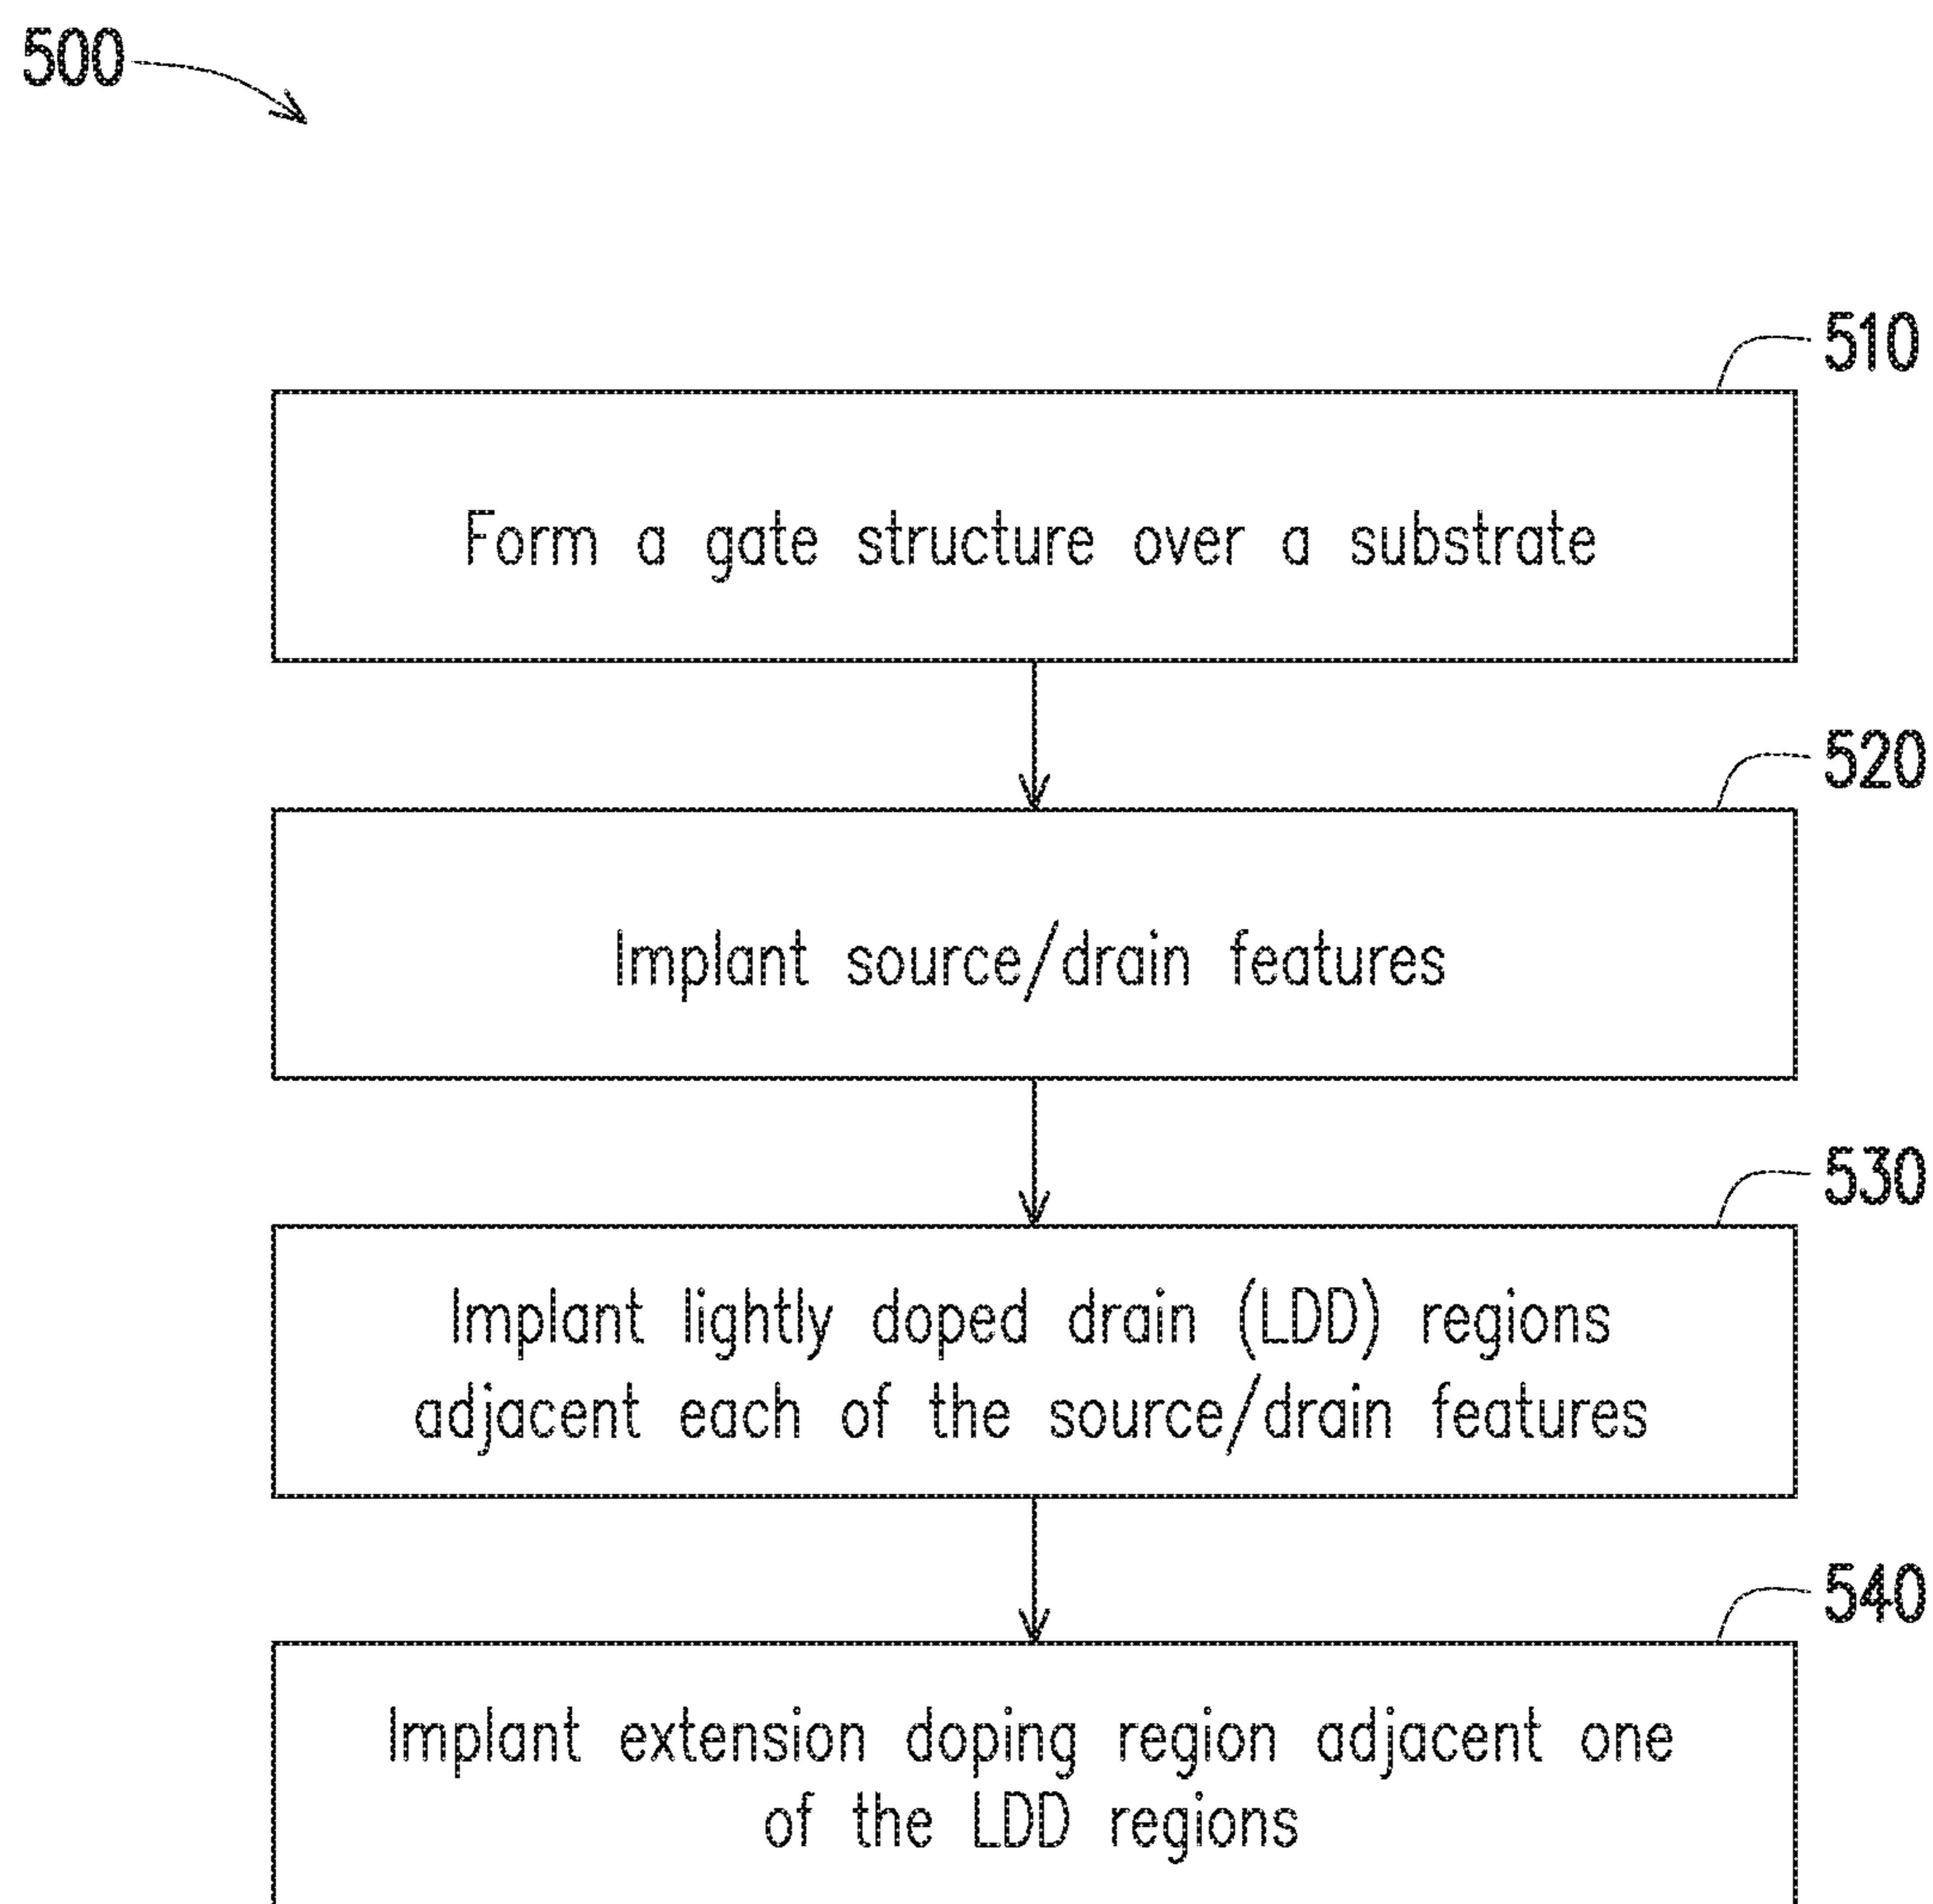 500
510
Form a gate structure over a substrate
520
Implant source/drain features
530
Implant lightly doped drain (LDD) regions
adjacent each of the source/drain features
540
Implant extension doping region adjacent one
of the LDD regions